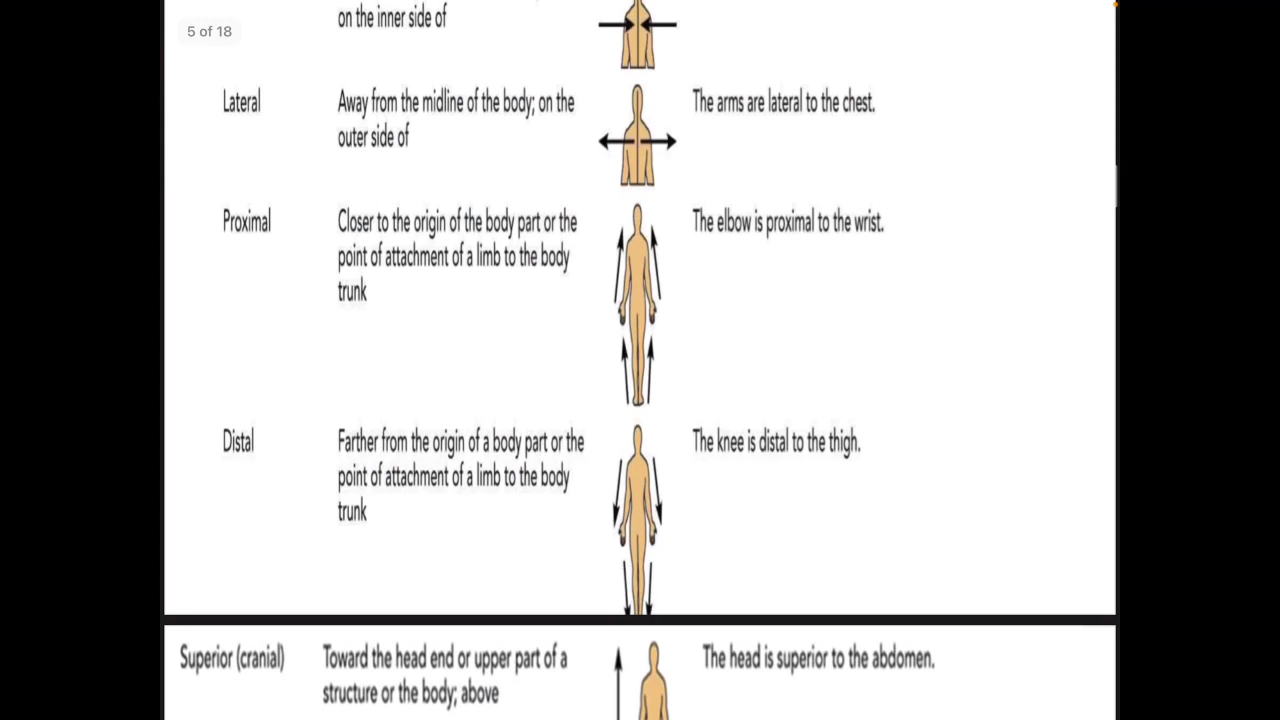 on the inner side of
5 of 18
Lateral
Away from the midline of the body; on the
outer side of
The arms are lateral to the chest.
Proximal
Closer to the origin of the body part or the
point of attachment of a limb to the body
trunk
The elbow is proximal to the wrist.
Distal
Farther from the origin of a body part or the
point of attachment of a limb to the body
trunk
The knee is distal to the thigh.
Superior (cranial)
Toward the head end or upper part of a
structure or the body; above
The head is superior to the abdomen.